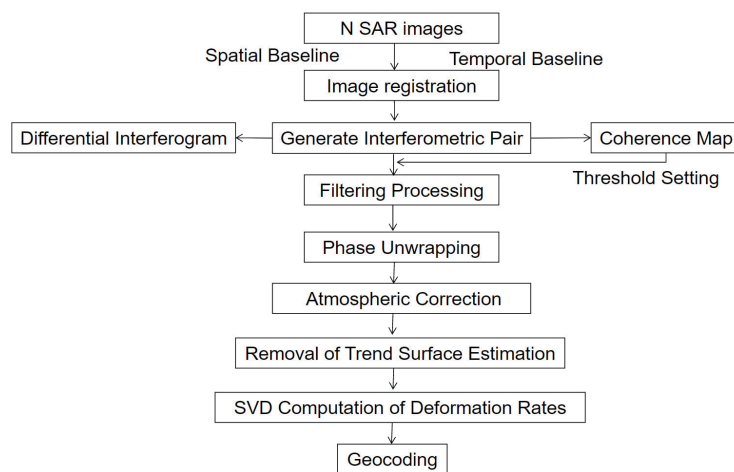 N SAR images
Spatial Baseline
Temporal Baseline
Image registration
Differential Interferogram
Generate Interferometric Pair
Coherence Map
Threshold Setting
Filtering Processing
Phase Unwrapping
Atmospheric Correction
Removal of Trend Surface Estimation
SVD Computation of Deformation Rates
Geocoding